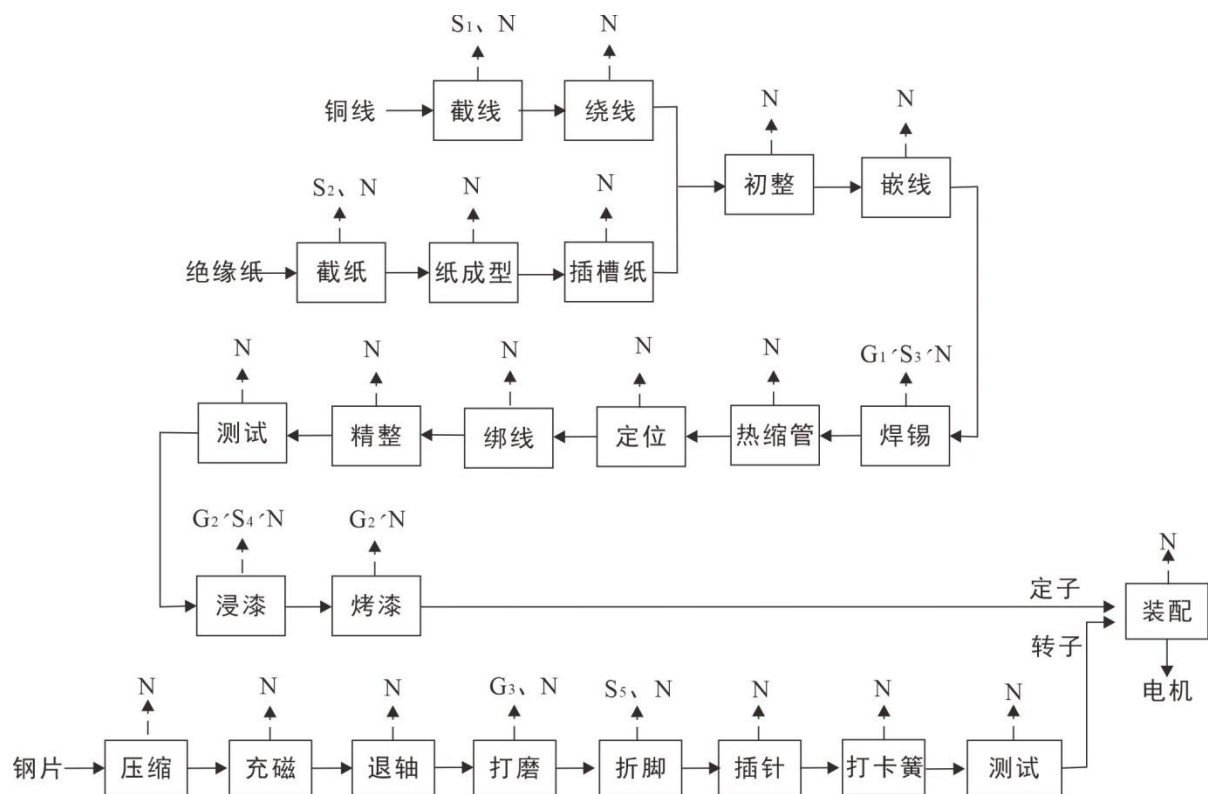 S1、N N
铜线 截线 绕线
N N
初整 嵌线
S2、N N N
绝缘纸 截纸 纸成型 插槽纸
N N N N N G1、S3、N
测试 精整 绑线 定位 热缩管 焊锡
G2、S4、N G2、N
浸漆 烤漆
定子
N
装配
转子
电机
N N N G3、N S5、N N N N
钢片 压缩 充磁 退轴 打磨 折脚 插针 打卡簧 测试